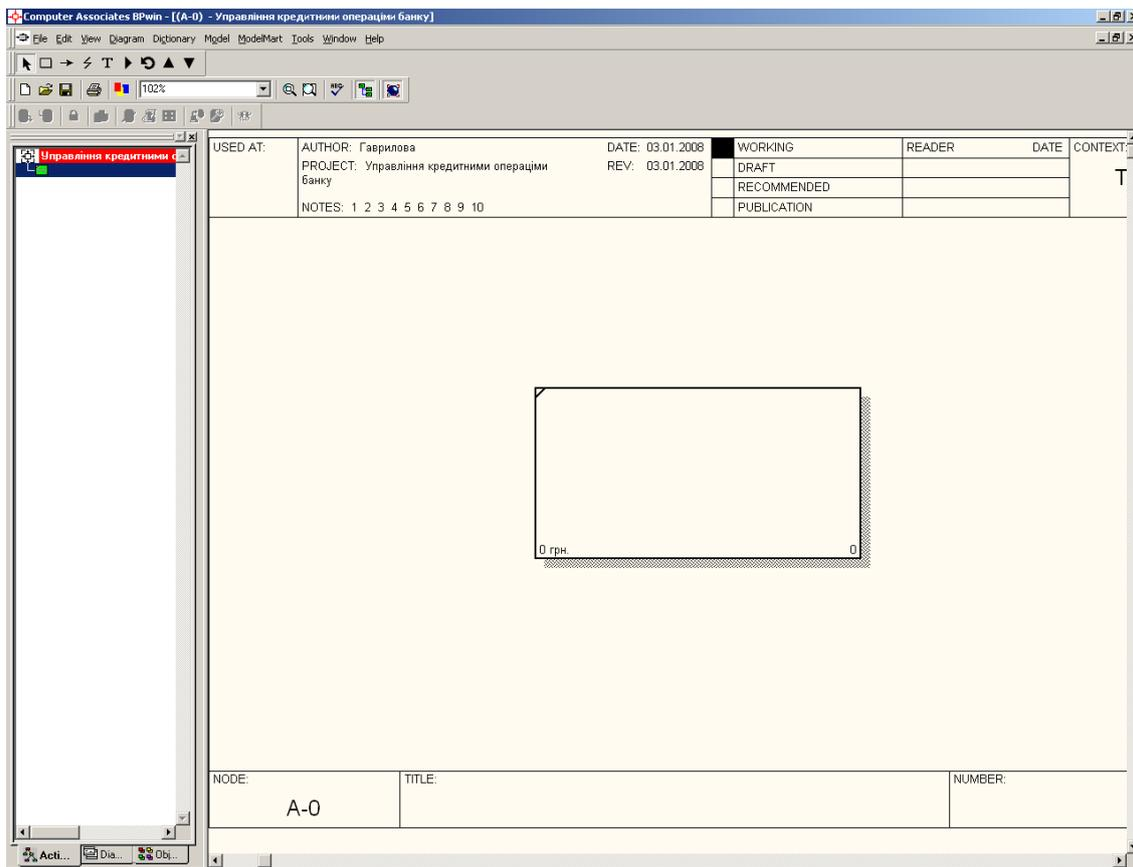 Computer Associates BPwin - [(A-0) - Управління кредитними операціми банку]
File Edit View Diagram Dictionary Model ModelMart Tools Window Help
T
102%
ABC
Управління кредитними
USED AT:
AUTHOR: Гаврилова
DATE: 03.01.2008
WORKING
READER
DATE
CONTEXT:
PROJECT: Управління кредитними операціми
банку
REV: 03.01.2008
DRAFT
T
RECOMMENDED
NOTES: 1 2 3 4 5 6 7 8 9 10
PUBLICATION
0 грн.
0
NODE:
TITLE:
NUMBER:
A-0
Acti...
Dia...
Obj...